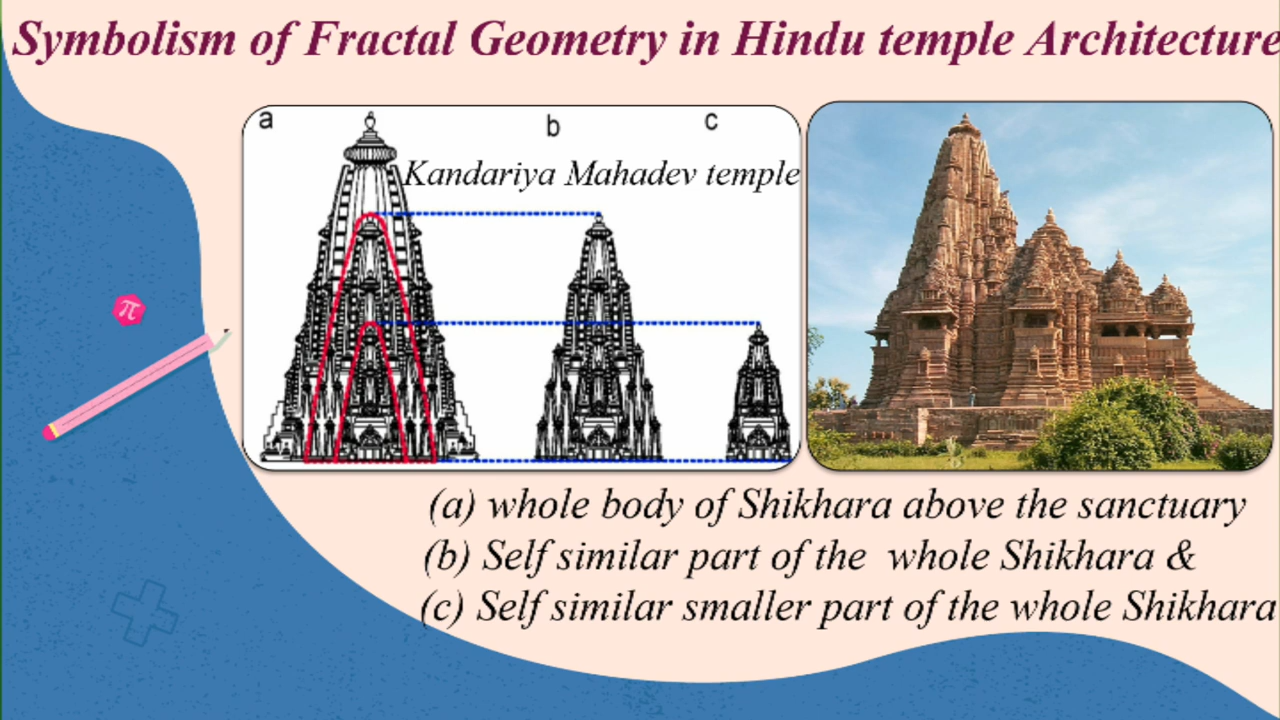 Symbolism of Fractal Geometry in Hindu temple Architecture
a b c
Kandariya Mahadev temple
π
(a) whole body of Shikhara above the sanctuary
(b) Self similar part of the whole Shikhara &
(c) Self similar smaller part of the whole Shikhara